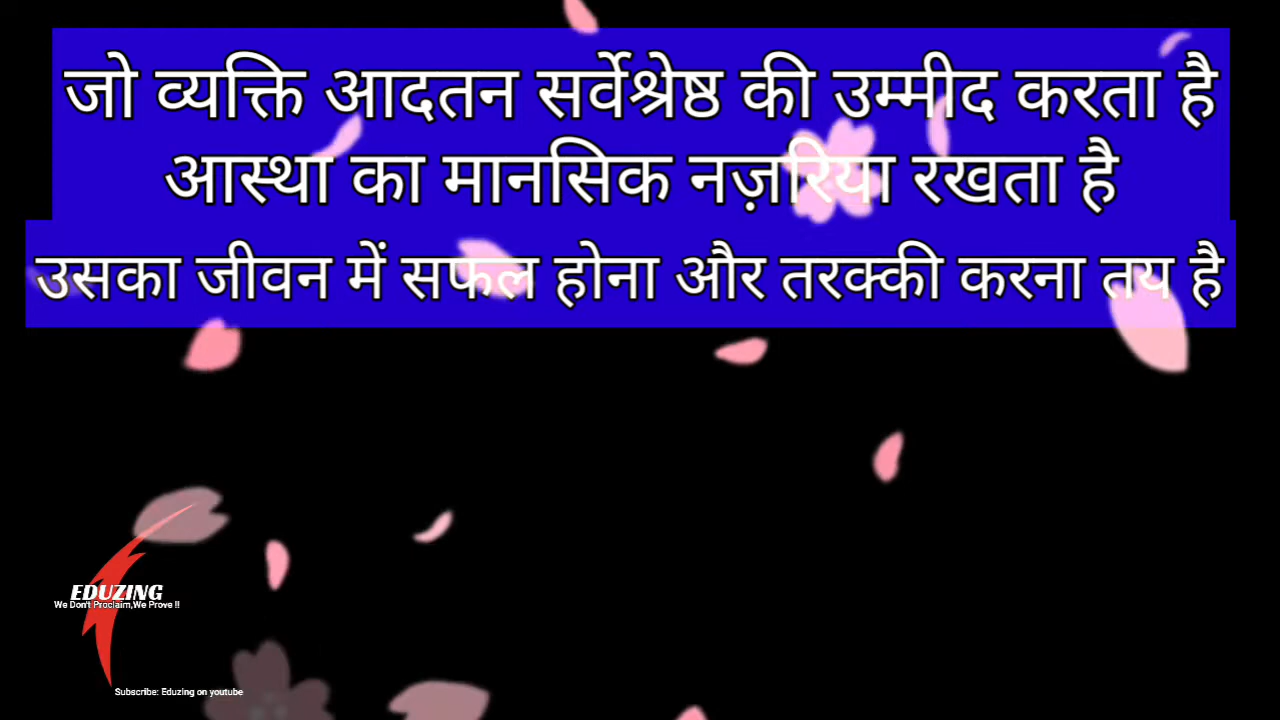 जो व्यक्ति आदतन सर्वेश्रेष्ठ की उम्मीद करता है
आस्था का मानसिक नज़रिया रखता है
उसका जीवन में सफल होना और तरक्की करना तय है
EDUZING
We Don't Proclaim,We Prove !!
Subscribe: Eduzing on youtube